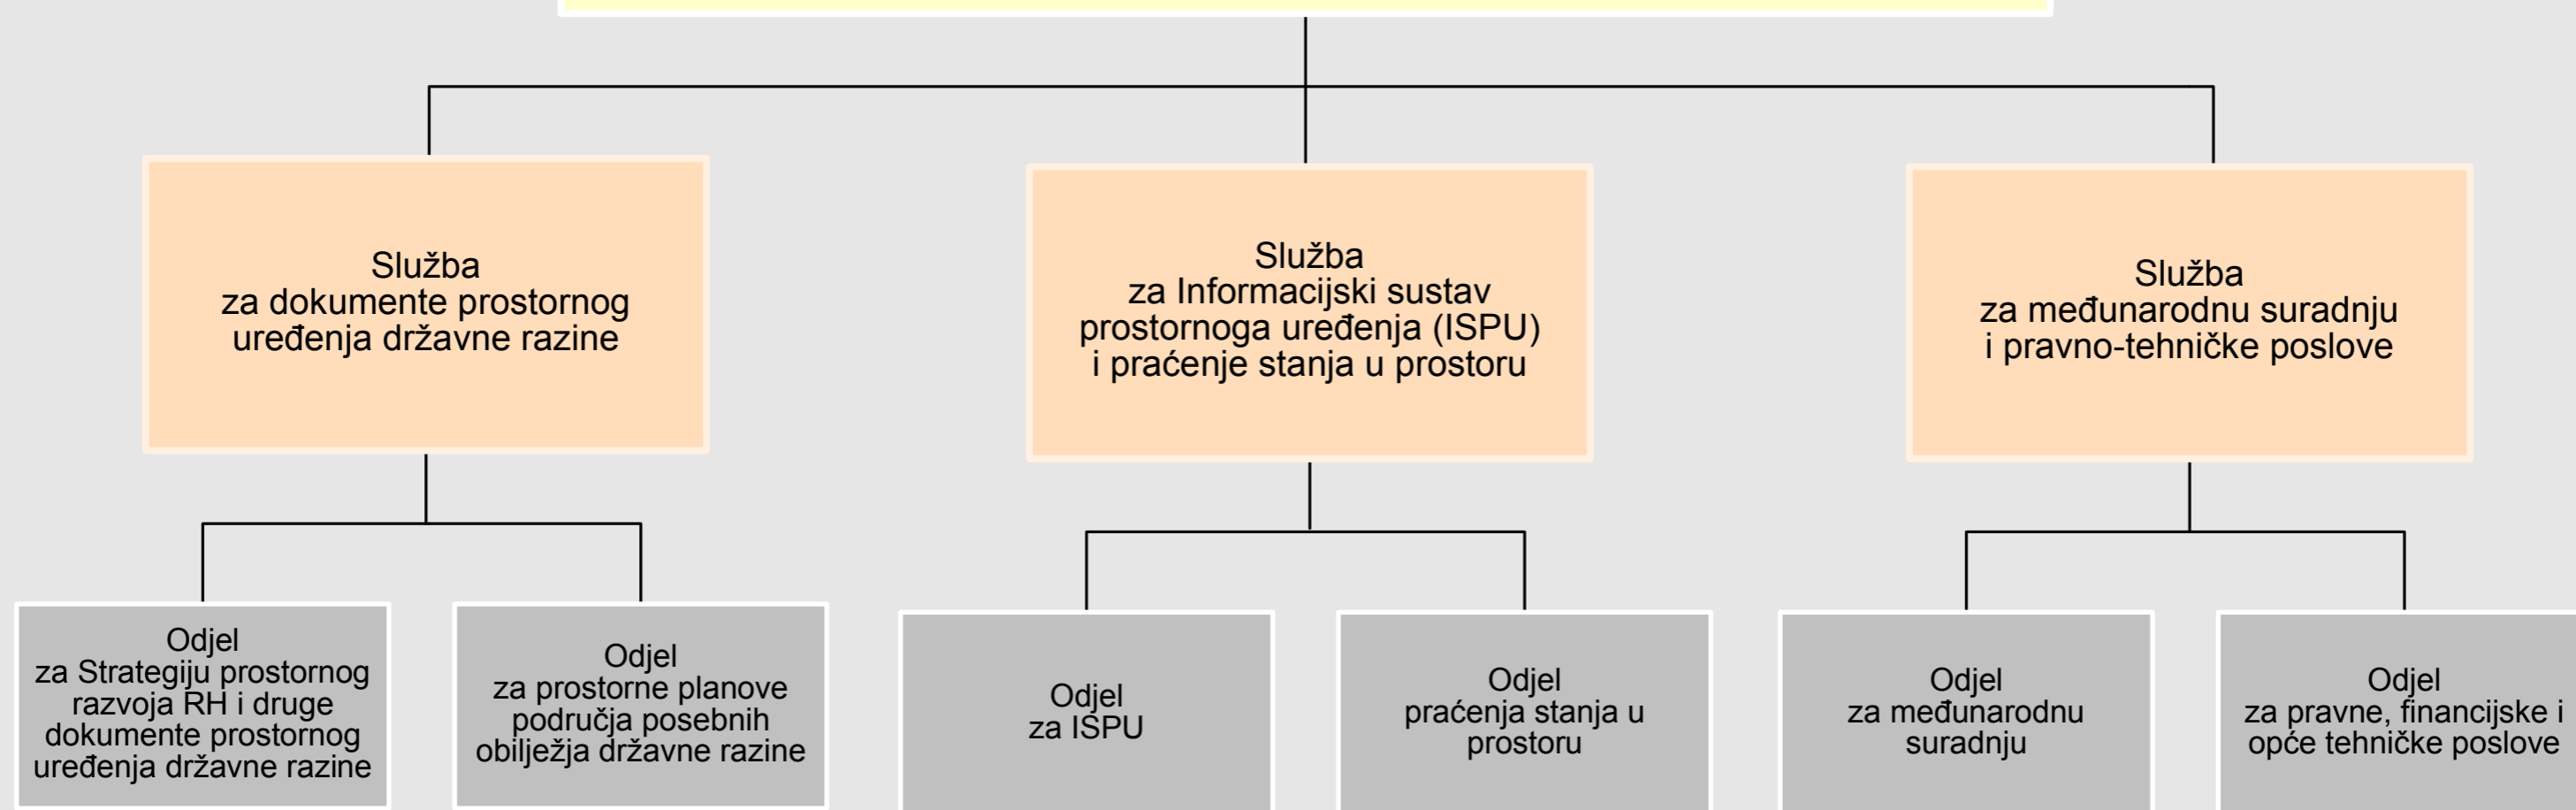 Služba
za dokumente prostornog
uređenja državne razine
Služba
za Informacijski sustav
prostornoga uređenja (ISPU)
i praćenje stanja u prostoru
Služba
za međunarodnu suradnju
i pravno-tehničke poslove
Odjel
za Strategiju prostornog
razvoja RH i druge
dokumente prostornog
uređenja državne razine
Odjel
za prostorne planove
područja posebnih
obilježja državne razine
Odjel
za ISPU
Odjel
praćenja stanja u
prostoru
Odjel
za međunarodnu
suradnju
Odjel
za pravne, financijske i
opće tehničke poslove